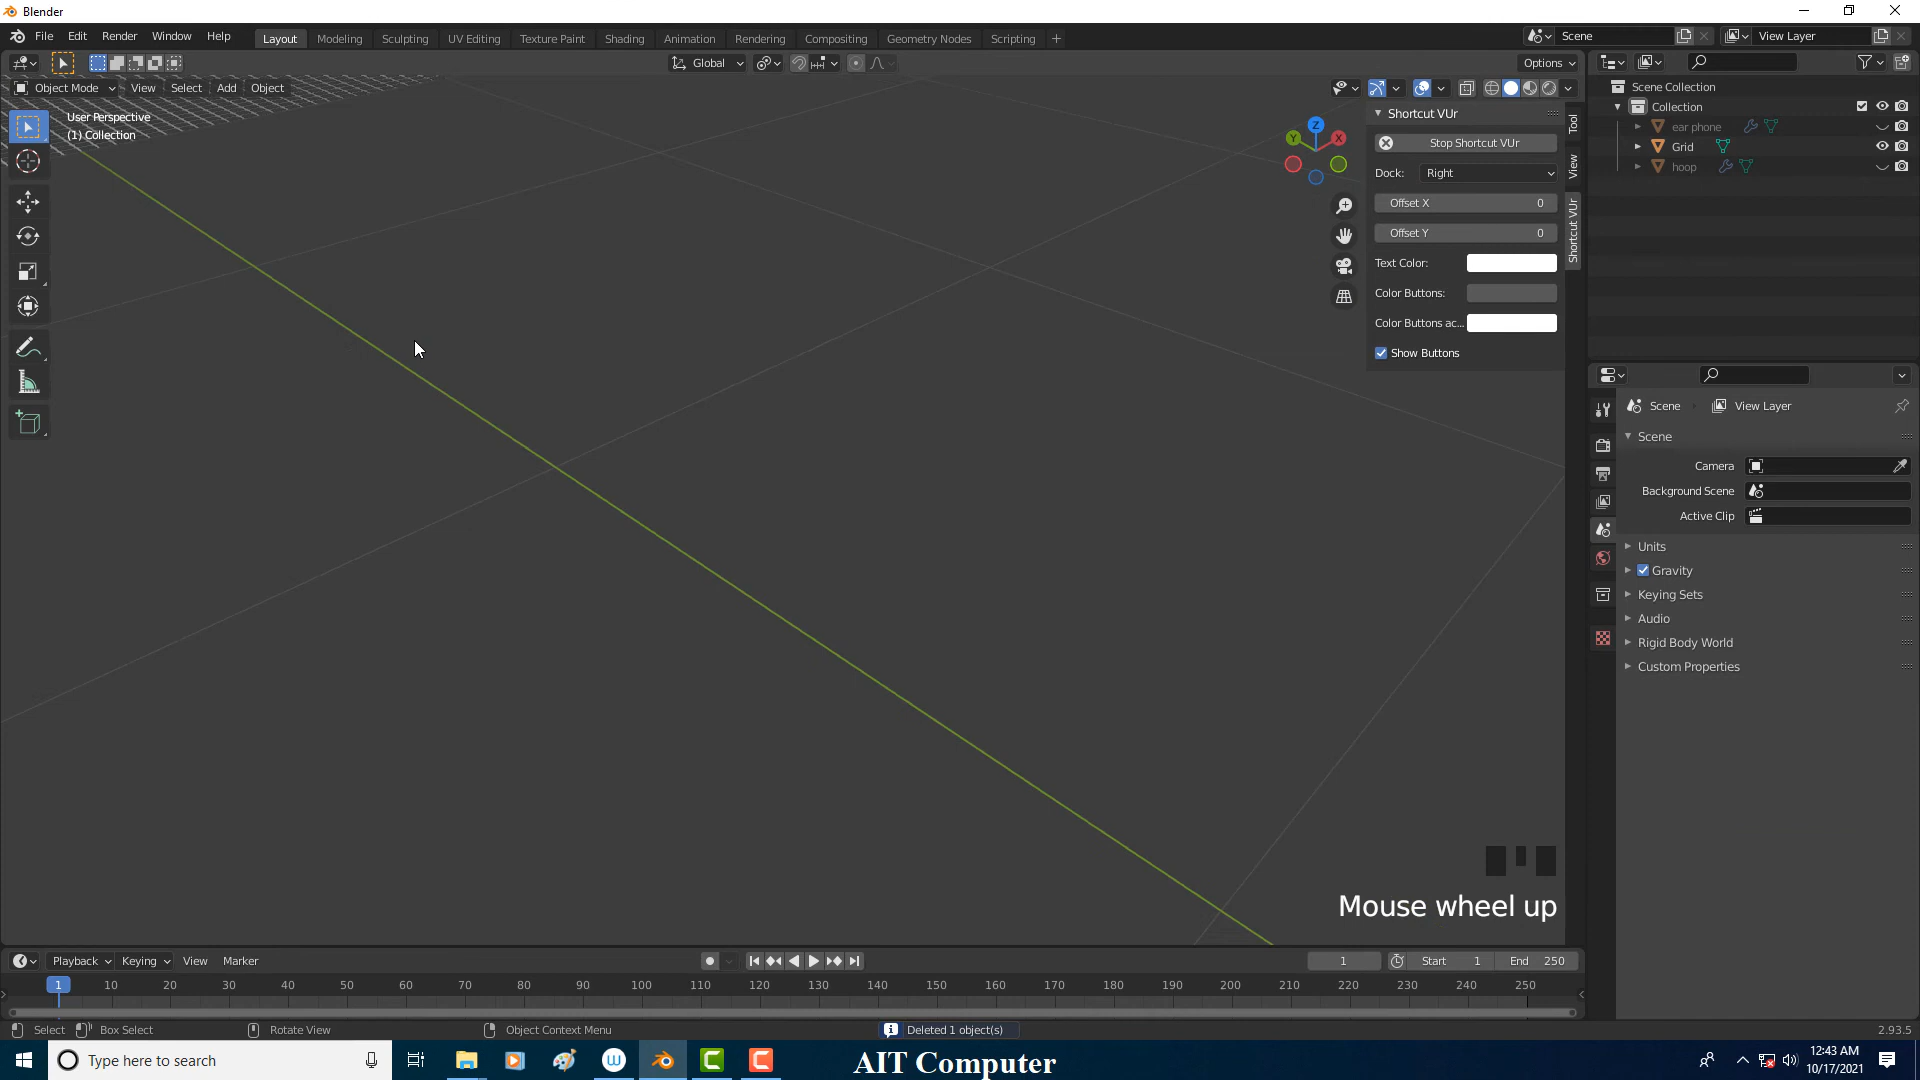 Blender
File Edit Render Window Help Layout Modeling Sculpting UV Editing Texture Paint Shading Animation Rendering Compositing Geometry Nodes Scripting + Scene View Layer
Global Options
Object Mode View Select Add Object
User Perspective
(1) Collection
Z
Y
X
Shortcut VUr
Stop Shortcut VUr
Dock: Right
Offset X 0
Offset Y 0
Text Color:
Color Buttons:
Color Buttons ac...
Show Buttons
Tool
View
Shortcut VUr
Scene Collection
Collection
ear phone
Grid
hoop
Scene View Layer
Scene
Camera
Background Scene
Active Clip
Units
Gravity
Keying Sets
Audio
Rigid Body World
Custom Properties
Mouse wheel up
Playback Keying View Marker 1 Start 1 End 250
1 10 20 30 40 50 60 70 80 90 100 110 120 130 140 150 160 170 180 190 200 210 220 230 240 250
Select Box Select Rotate View Object Context Menu Deleted 1 object(s) 2.93.5
Type here to search
AIT Computer
12:43 AM
10/17/2021